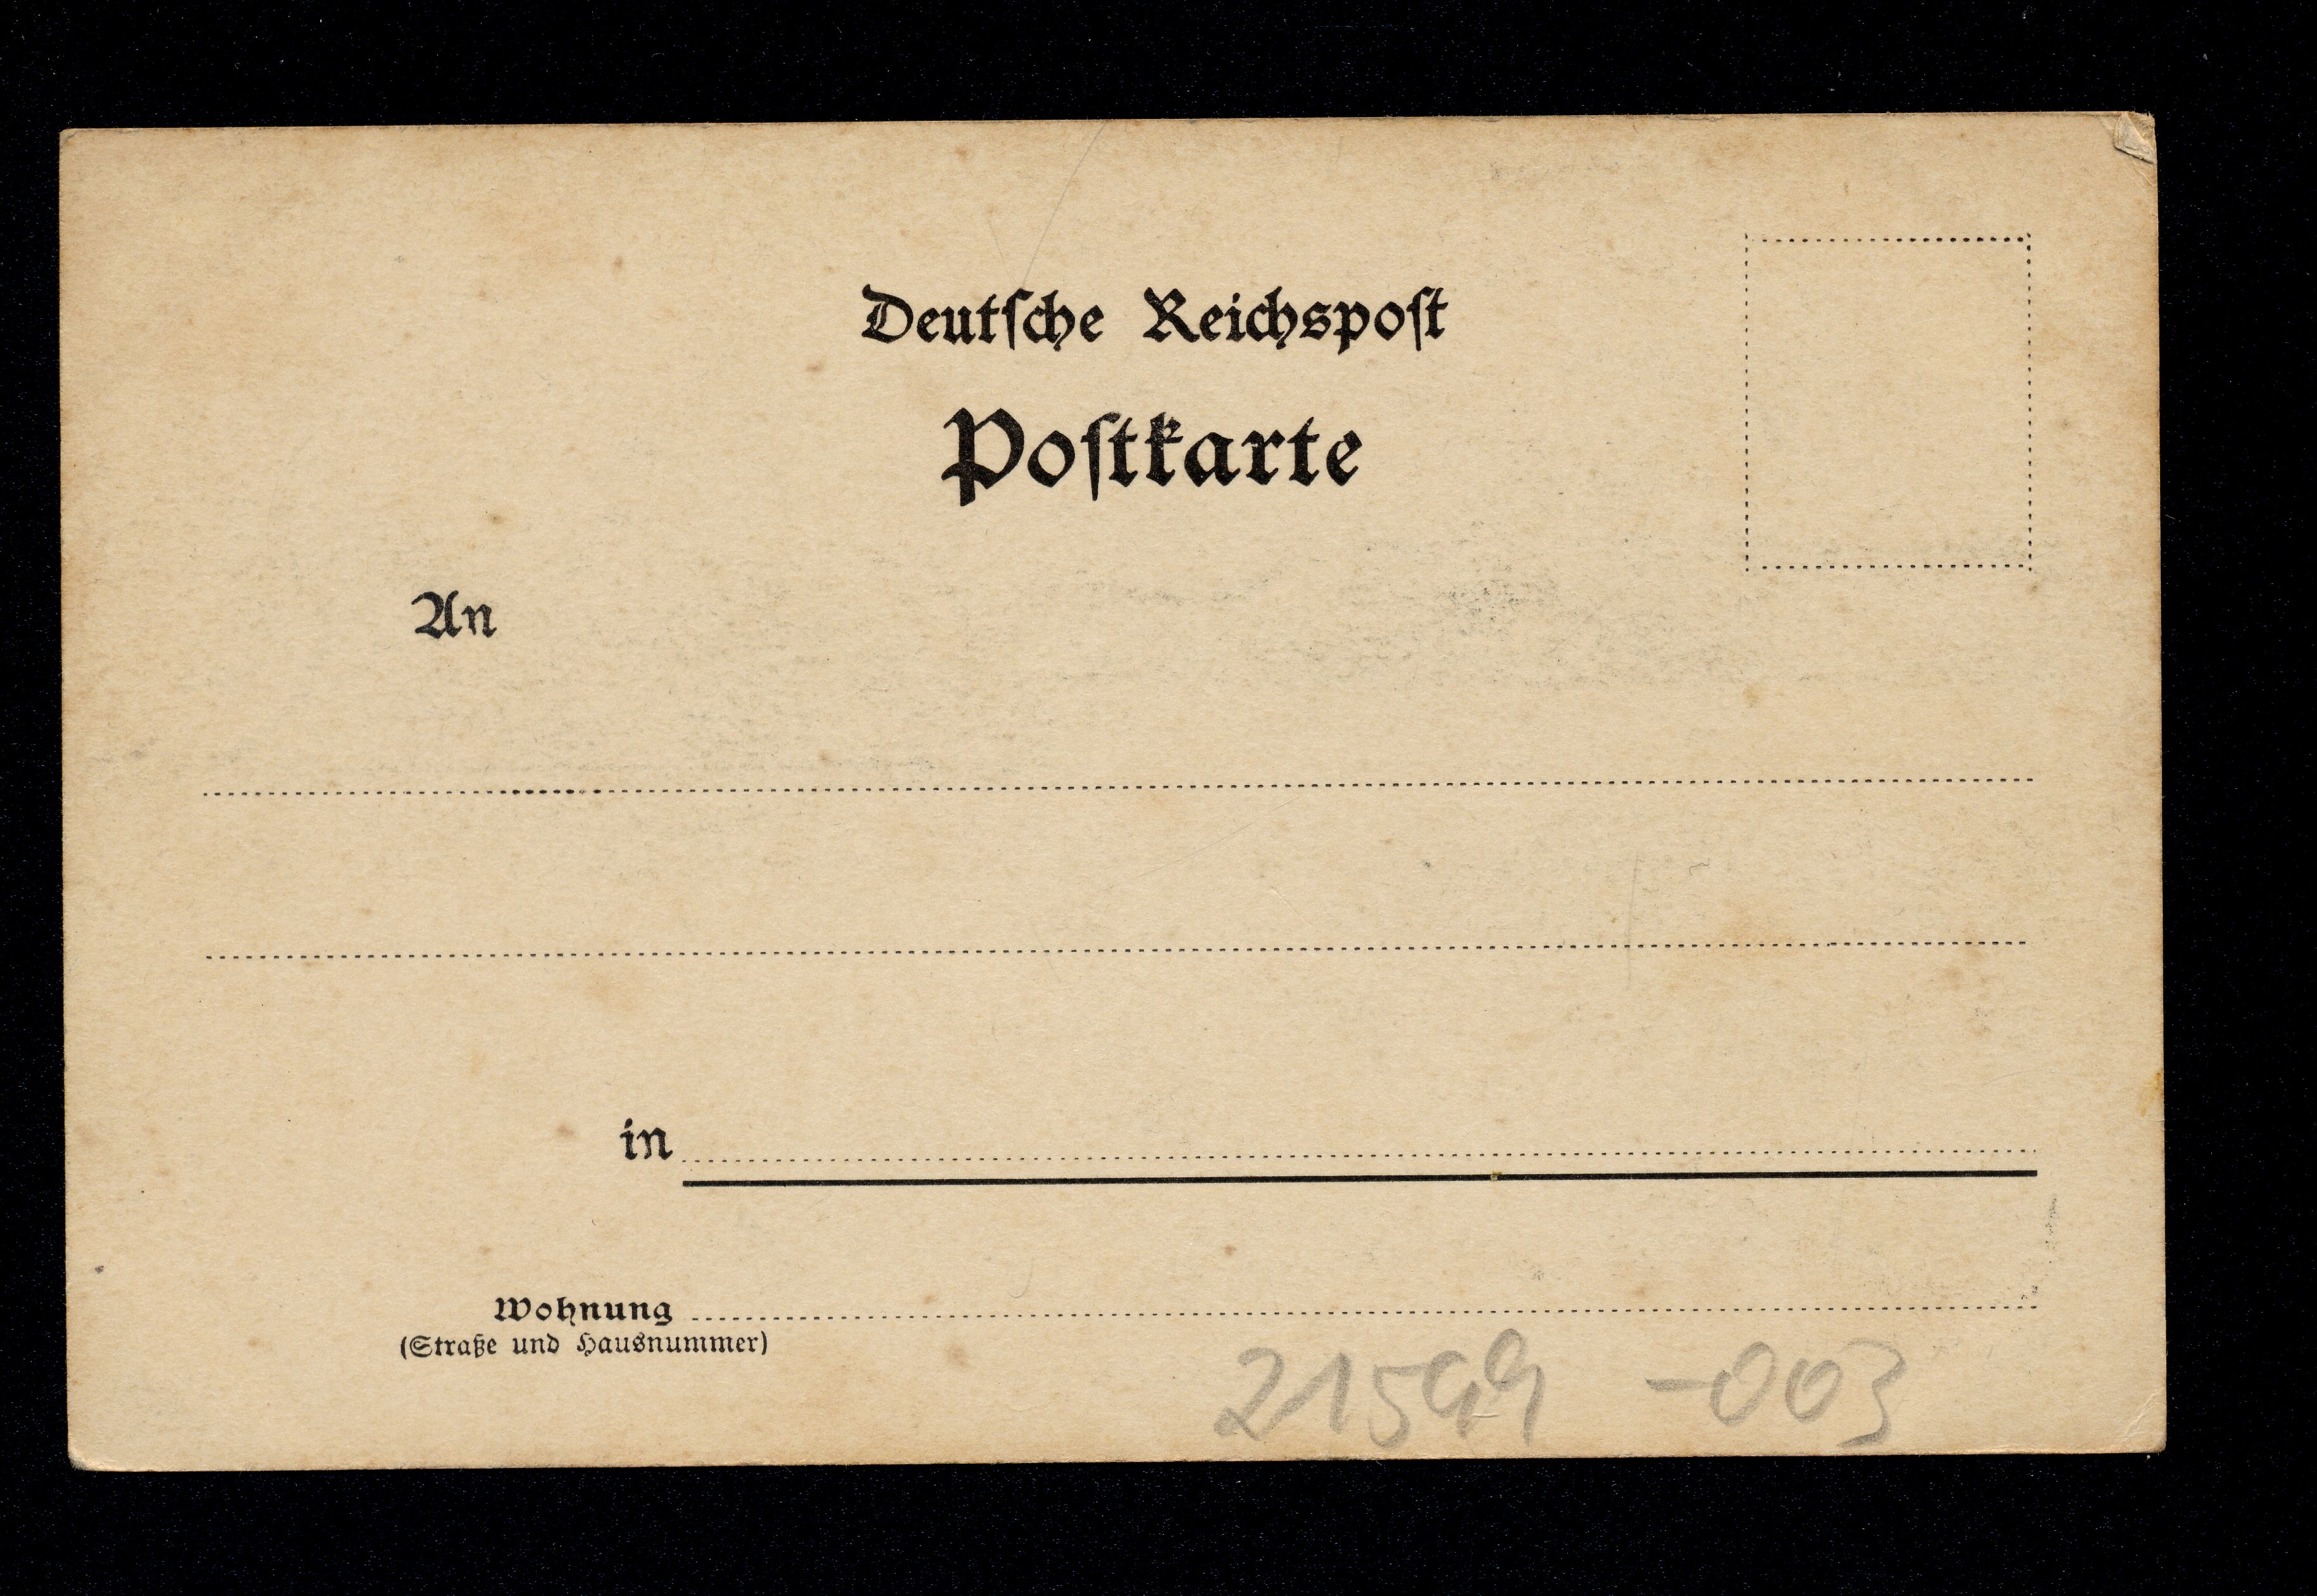 Deutſche Reichspoſt
Poſtkarte
An
in
Wohnung
(Straße und Hausnummer)
21599 -003